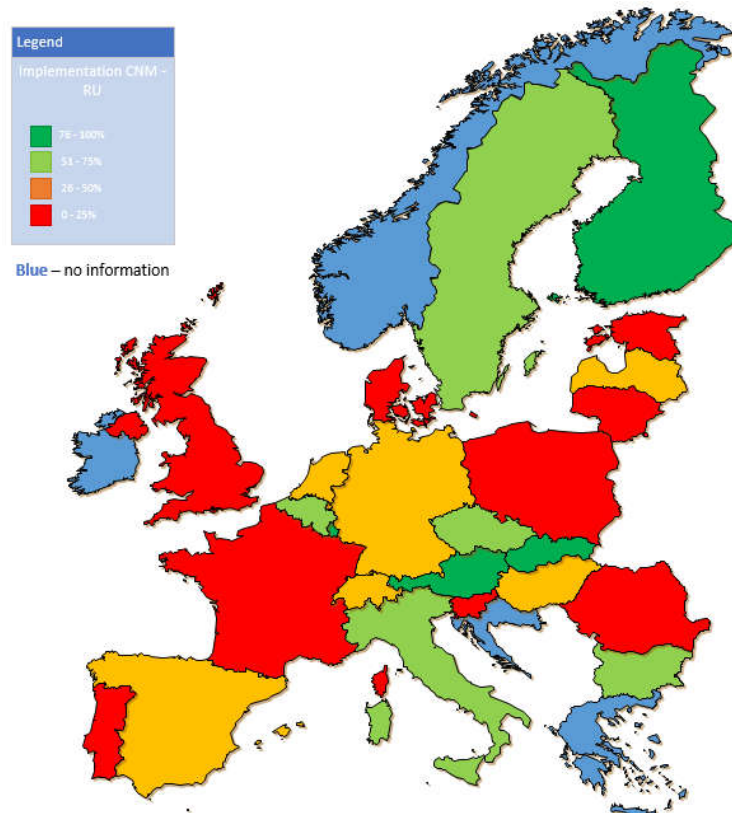 Legend
Implementation CNM -
RU
76 - 100%
51 - 75%
26 - 50%
0 - 25%
Blue – no information